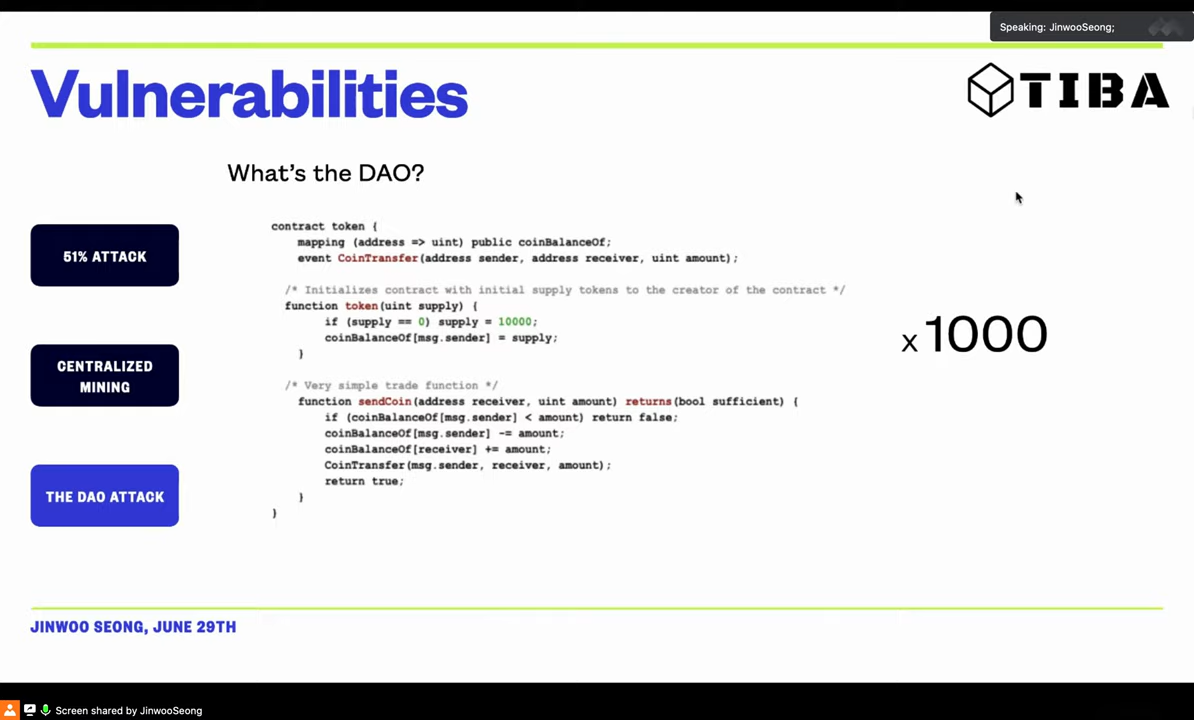 Speaking: JinwooSeong;
Vulnerabilities
TIBA
What's the DAO?
51% ATTACK
CENTRALIZED
MINING
THE DAO ATTACK
contract token {
mapping (address => uint) public coinBalanceOf;
event CoinTransfer(address sender, address receiver, uint amount);
/* Initializes contract with initial supply tokens to the creator of the contract */
function token(uint supply) {
if (supply == 0) supply = 10000;
coinBalanceOf[msg.sender] = supply;
}
/* Very simple trade function */
function sendCoin(address receiver, uint amount) returns(bool sufficient) {
if (coinBalanceOf[msg.sender] < amount) return false;
coinBalanceOf[msg.sender] -= amount;
coinBalanceOf[receiver] += amount;
CoinTransfer(msg.sender, receiver, amount);
return true;
}
}
x1000
JINWOO SEONG, JUNE 29TH
Screen shared by JinwooSeong